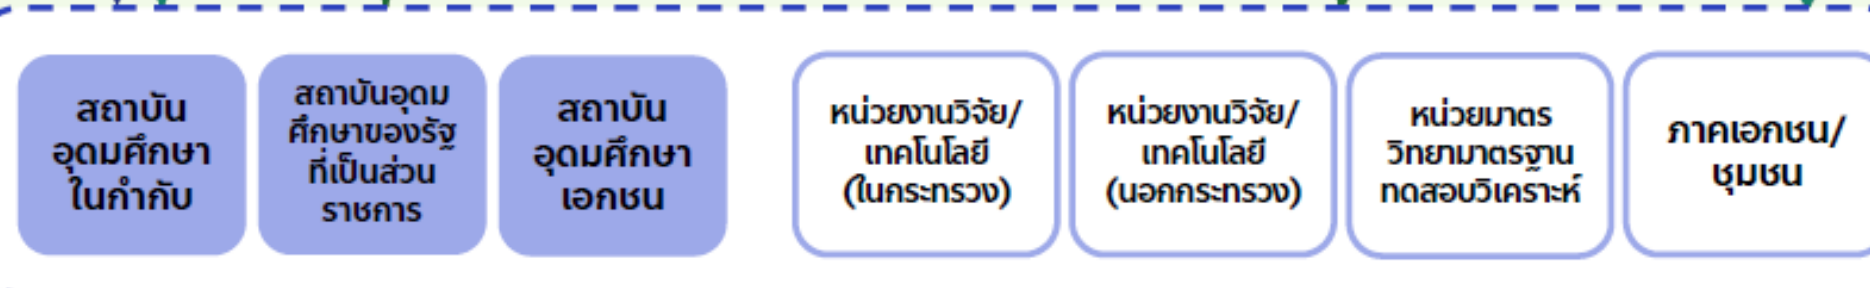 สถาบัน
อุดมศึกษา
ในกำกับ
สถาบันอุดม
ศึกษาของรัฐ
ที่เป็นส่วน
ราชการ
สถาบัน
อุดมศึกษา
เอกชน
หน่วยงานวิจัย/
เทคโนโลยี
(ในกระทรวง)
หน่วยงานวิจัย/
เทคโนโลยี
(นอกกระทรวง)
หน่วยมาตร
วิทยามาตรฐาน
ทดสอบวิเคราะห์
ภาคเอกชน/
ชุมชน